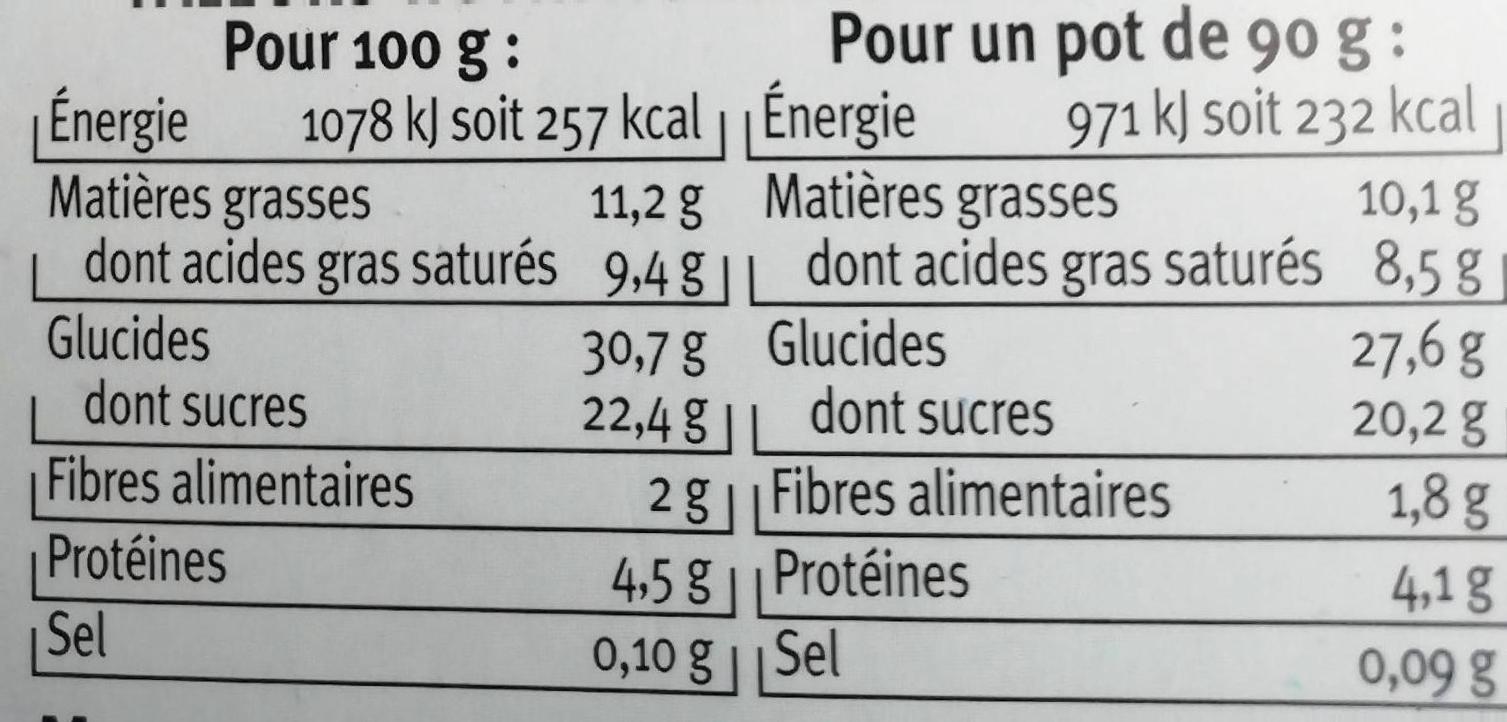 Pour 100 g :
Énergie 1078 kJ soit 257 kcal
Matières grasses 11,2 g
dont acides gras saturés 9,4 g
Glucides 30,7 g
dont sucres 22,4 g
Fibres alimentaires 2 g
Protéines 4,5 g
Sel 0,10 g
Pour un pot de 90 g :
Énergie 971 kJ soit 232 kcal
Matières grasses 10,1 g
dont acides gras saturés 8,5 g
Glucides 27,6 g
dont sucres 20,2 g
Fibres alimentaires 1,8 g
Protéines 4,1 g
Sel 0,09 g